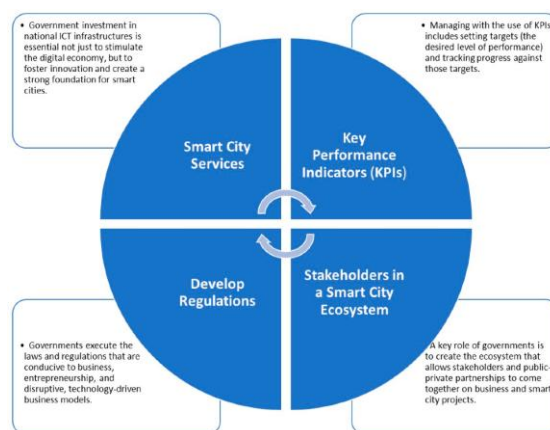 • Government investment in
national ICT infrastructures is
essential not just to stimulate
the digital economy, but to
foster innovation and create a
strong foundation for smart
cities.
• Managing with the use of KPIs
includes setting targets (the
desired level of performance)
and tracking progress against
those targets.
Smart City
Services
Key
Performance
Indicators (KPIs)
Develop
Regulations
Stakeholders in
a Smart City
Ecosystem
• Governments execute the
laws and regulations that are
conducive to business,
entrepreneurship, and
disruptive, technology-driven
business models.
A key role of governments is
to create the ecosystem that
allows stakeholders and public-
private partnerships to come
together on business and smart
city projects.